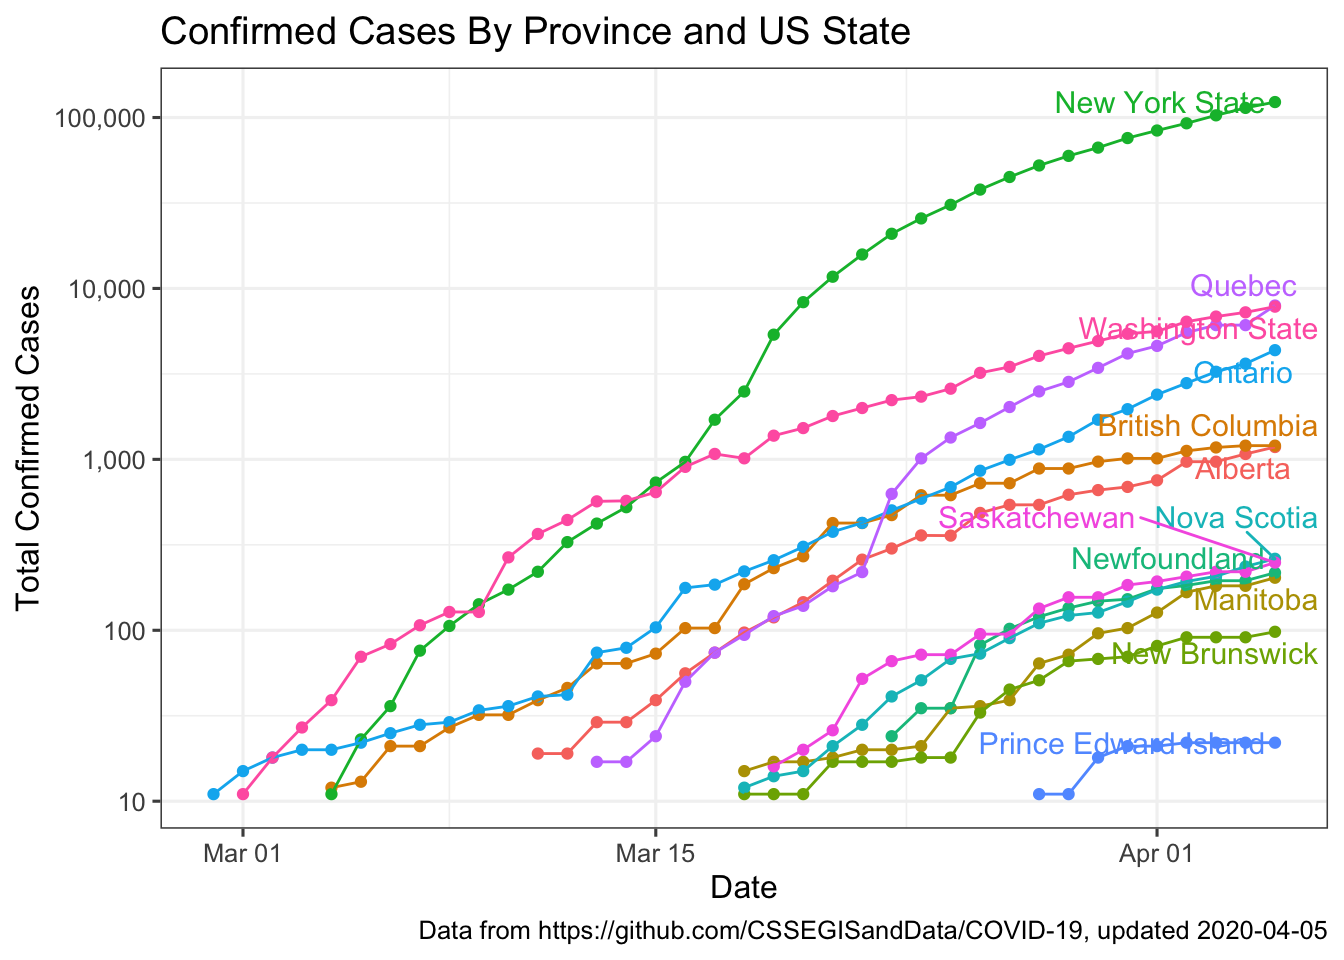 Confirmed Cases By Province and US State
Total Confirmed Cases
100,000
10,000
1,000
100
10
New York State
Quebec
Washington State
Ontario
British Columbia
Alberta
Saskatchewan
Nova Scotia
Newfoundland
Manitoba
New Brunswick
Prince Edward Island
Mar 01
Mar 15
Apr 01
Date
Data from https://github.com/CSSEGISandData/COVID-19, updated 2020-04-05